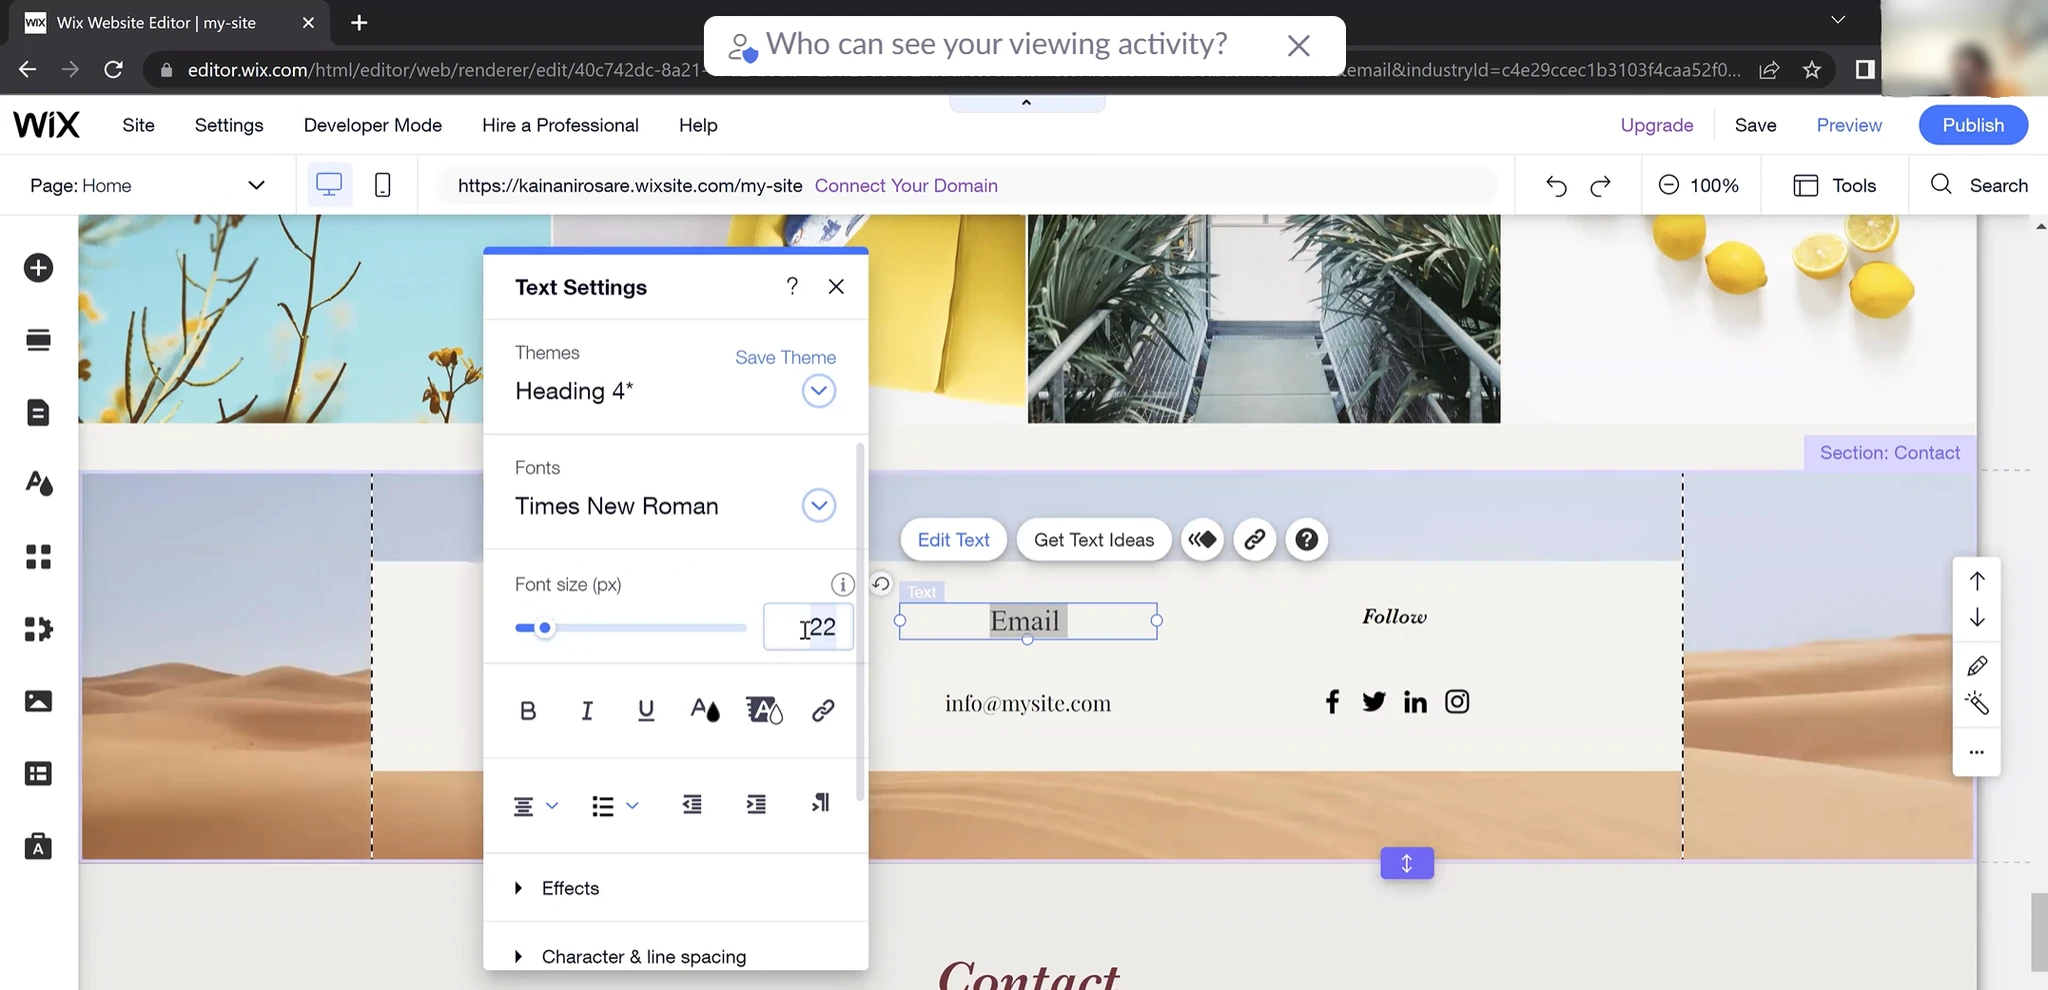 WiX Wix Website Editor | my-site
Who can see your viewing activity?
editor.wix.com/html/editor/web/renderer/edit/40c742dc-8a21-
email&industryId=c4e29ccec1b3103f4caa52f0...
WiX
Site
Settings
Developer Mode
Hire a Professional
Help
Upgrade
Save
Preview
Publish
Page: Home
https://kainanirosare.wixsite.com/my-site Connect Your Domain
100%
Tools
Search
Text Settings
?
Themes
Save Theme
Heading 4*
Section: Contact
Fonts
Times New Roman
Edit Text
Get Text Ideas
Font size (px)
22
Text
Email
Follow
B I U A A
info@mysite.com
Effects
Character & line spacing
Contact